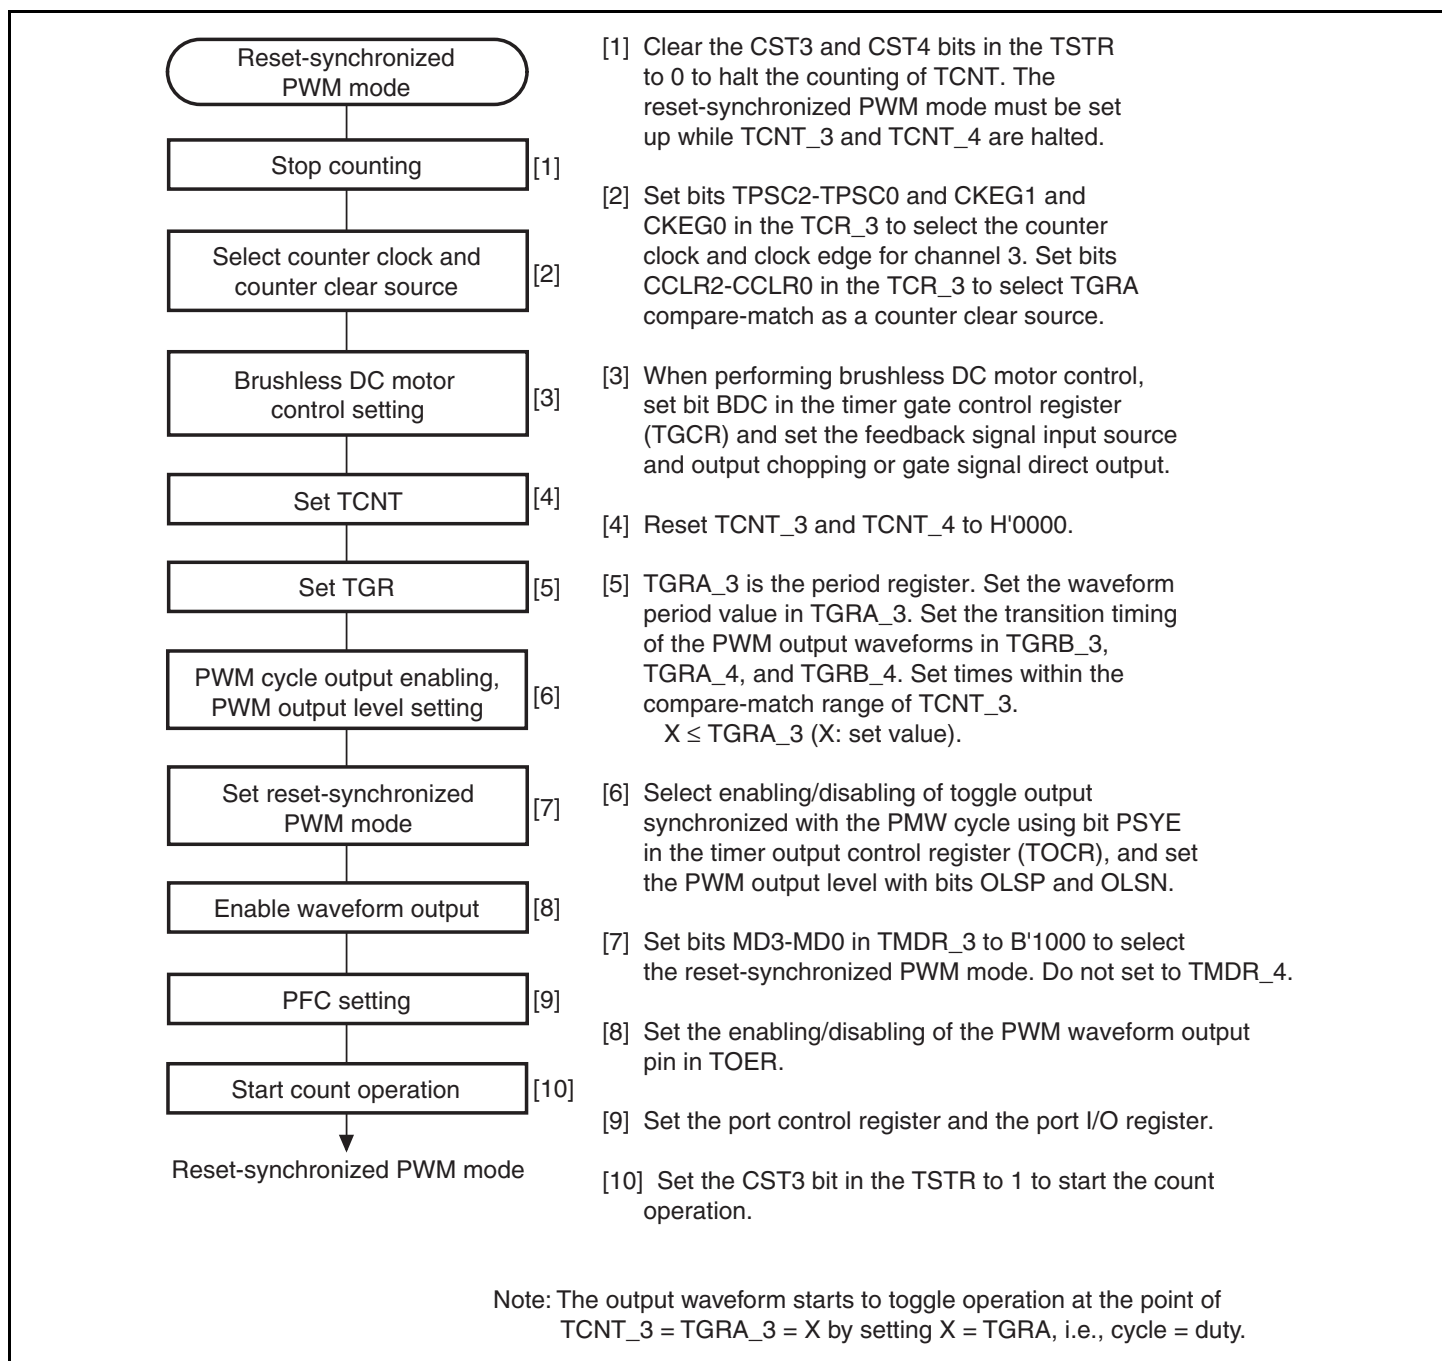 Reset-synchronized
PWM mode
Stop counting
[1]
Select counter clock and
counter clear source
[2]
Brushless DC motor
control setting
[3]
Set TCNT
[4]
Set TGR
[5]
PWM cycle output enabling,
PWM output level setting
[6]
Set reset-synchronized
PWM mode
[7]
Enable waveform output
[8]
PFC setting
[9]
Start count operation
[10]
Reset-synchronized PWM mode
[1] Clear the CST3 and CST4 bits in the TSTR
to 0 to halt the counting of TCNT. The
reset-synchronized PWM mode must be set
up while TCNT_3 and TCNT_4 are halted.
[2] Set bits TPSC2-TPSC0 and CKEG1 and
CKEG0 in the TCR_3 to select the counter
clock and clock edge for channel 3. Set bits
CCLR2-CCLR0 in the TCR_3 to select TGRA
compare-match as a counter clear source.
[3] When performing brushless DC motor control,
set bit BDC in the timer gate control register
(TGCR) and set the feedback signal input source
and output chopping or gate signal direct output.
[4] Reset TCNT_3 and TCNT_4 to H'0000.
[5] TGRA_3 is the period register. Set the waveform
period value in TGRA_3. Set the transition timing
of the PWM output waveforms in TGRB_3,
TGRA_4, and TGRB_4. Set times within the
compare-match range of TCNT_3.
X ≤ TGRA_3 (X: set value).
[6] Select enabling/disabling of toggle output
synchronized with the PMW cycle using bit PSYE
in the timer output control register (TOCR), and set
the PWM output level with bits OLSP and OLSN.
[7] Set bits MD3-MD0 in TMDR_3 to B'1000 to select
the reset-synchronized PWM mode. Do not set to TMDR_4.
[8] Set the enabling/disabling of the PWM waveform output
pin in TOER.
[9] Set the port control register and the port I/O register.
[10] Set the CST3 bit in the TSTR to 1 to start the count
operation.
Note: The output waveform starts to toggle operation at the point of
TCNT_3 = TGRA_3 = X by setting X = TGRA, i.e., cycle = duty.